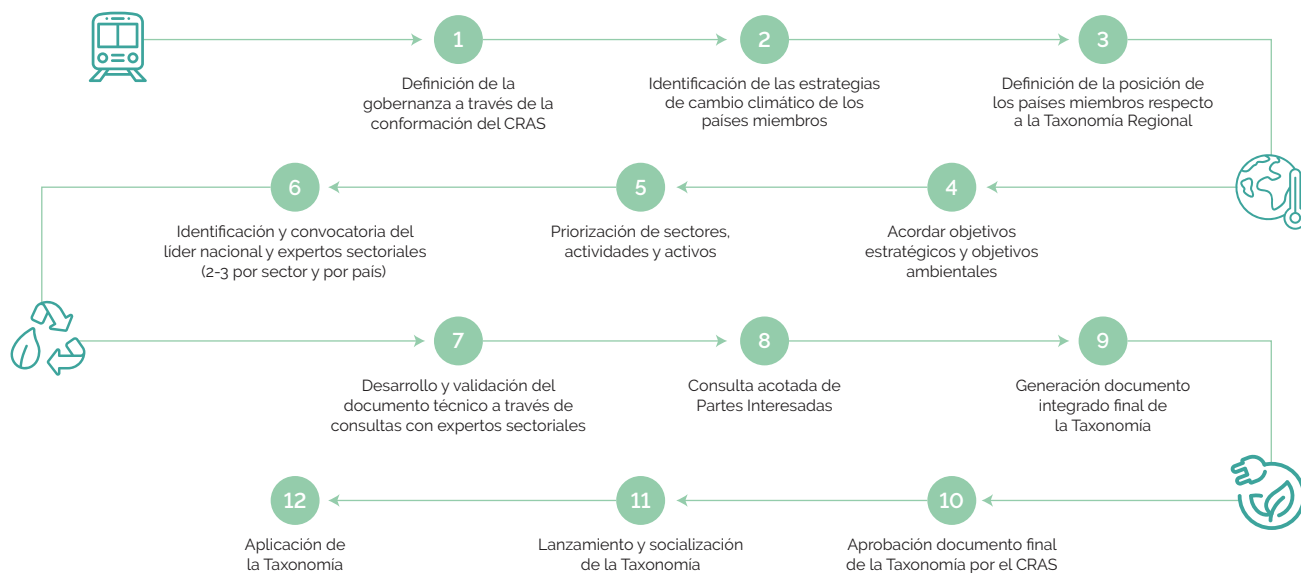 1
Definición de la
gobernanza a través de la
conformación del CRAS
2
Identificación de las estrategias
de cambio climático de los
países miembros
3
Definición de la posición de
los países miembros respecto
a la Taxonomía Regional
4
Acordar objetivos
estratégicos y objetivos
ambientales
5
Priorización de sectores,
actividades y activos
6
Identificación y convocatoria del
líder nacional y expertos sectoriales
(2-3 por sector y por país)
7
Desarrollo y validación del
documento técnico a través de
consultas con expertos sectoriales
8
Consulta acotada de
Partes Interesadas
9
Generación documento
integrado final de
la Taxonomía
10
Aprobación documento final
de la Taxonomía por el CRAS
11
Lanzamiento y socialización
de la Taxonomía
12
Aplicación de
la Taxonomía